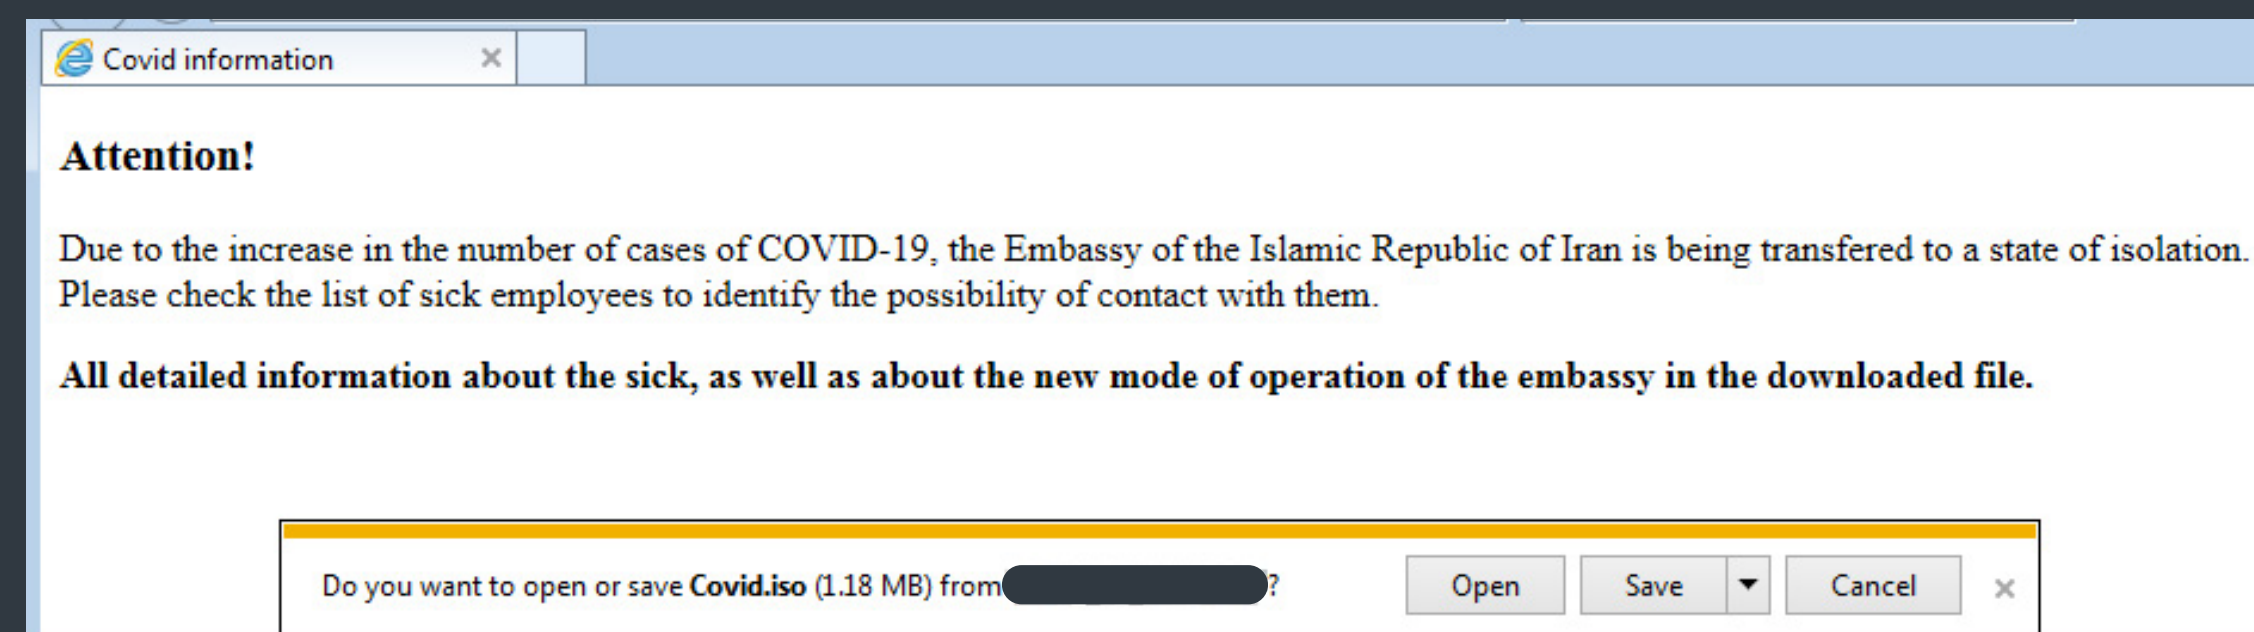 Covid information
Attention!
Due to the increase in the number of cases of COVID-19, the Embassy of the Islamic Republic of Iran is being transfered to a state of isolation.
Please check the list of sick employees to identify the possibility of contact with them.
All detailed information about the sick, as well as about the new mode of operation of the embassy in the downloaded file.
Do you want to open or save Covid.iso (1.18 MB) from ? Open Save Cancel